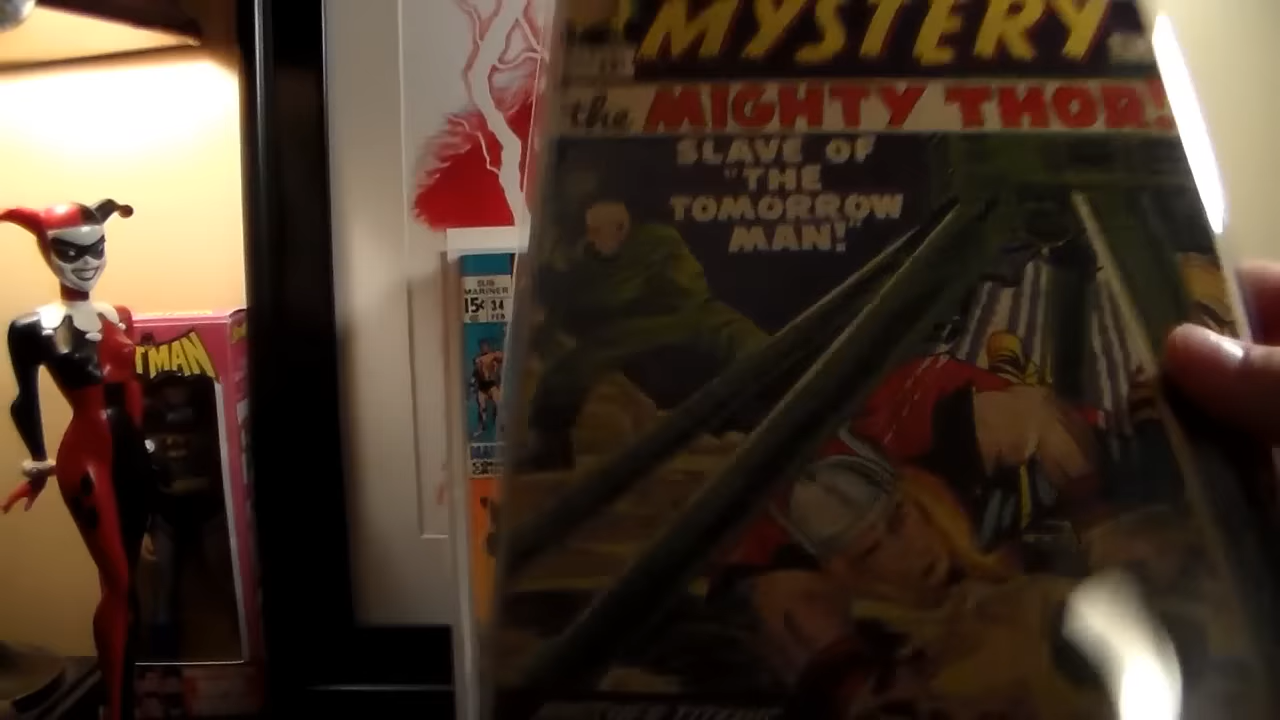 MYSTERY
the MIGHTY THOR!
SLAVE OF
"THE
TOMORROW
MAN!"
SUB
MARINER
15¢ 34
FEB
TMAN